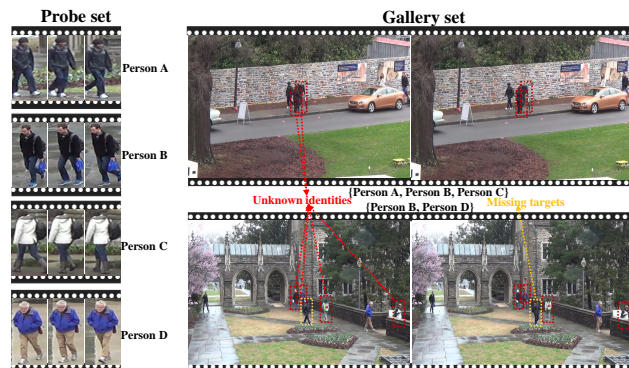 Probe set
Gallery set
Person A
Person B
Person C
Person D
{Person A, Person B, Person C}
Unknown identities
{Person B, Person D}
Missing targets